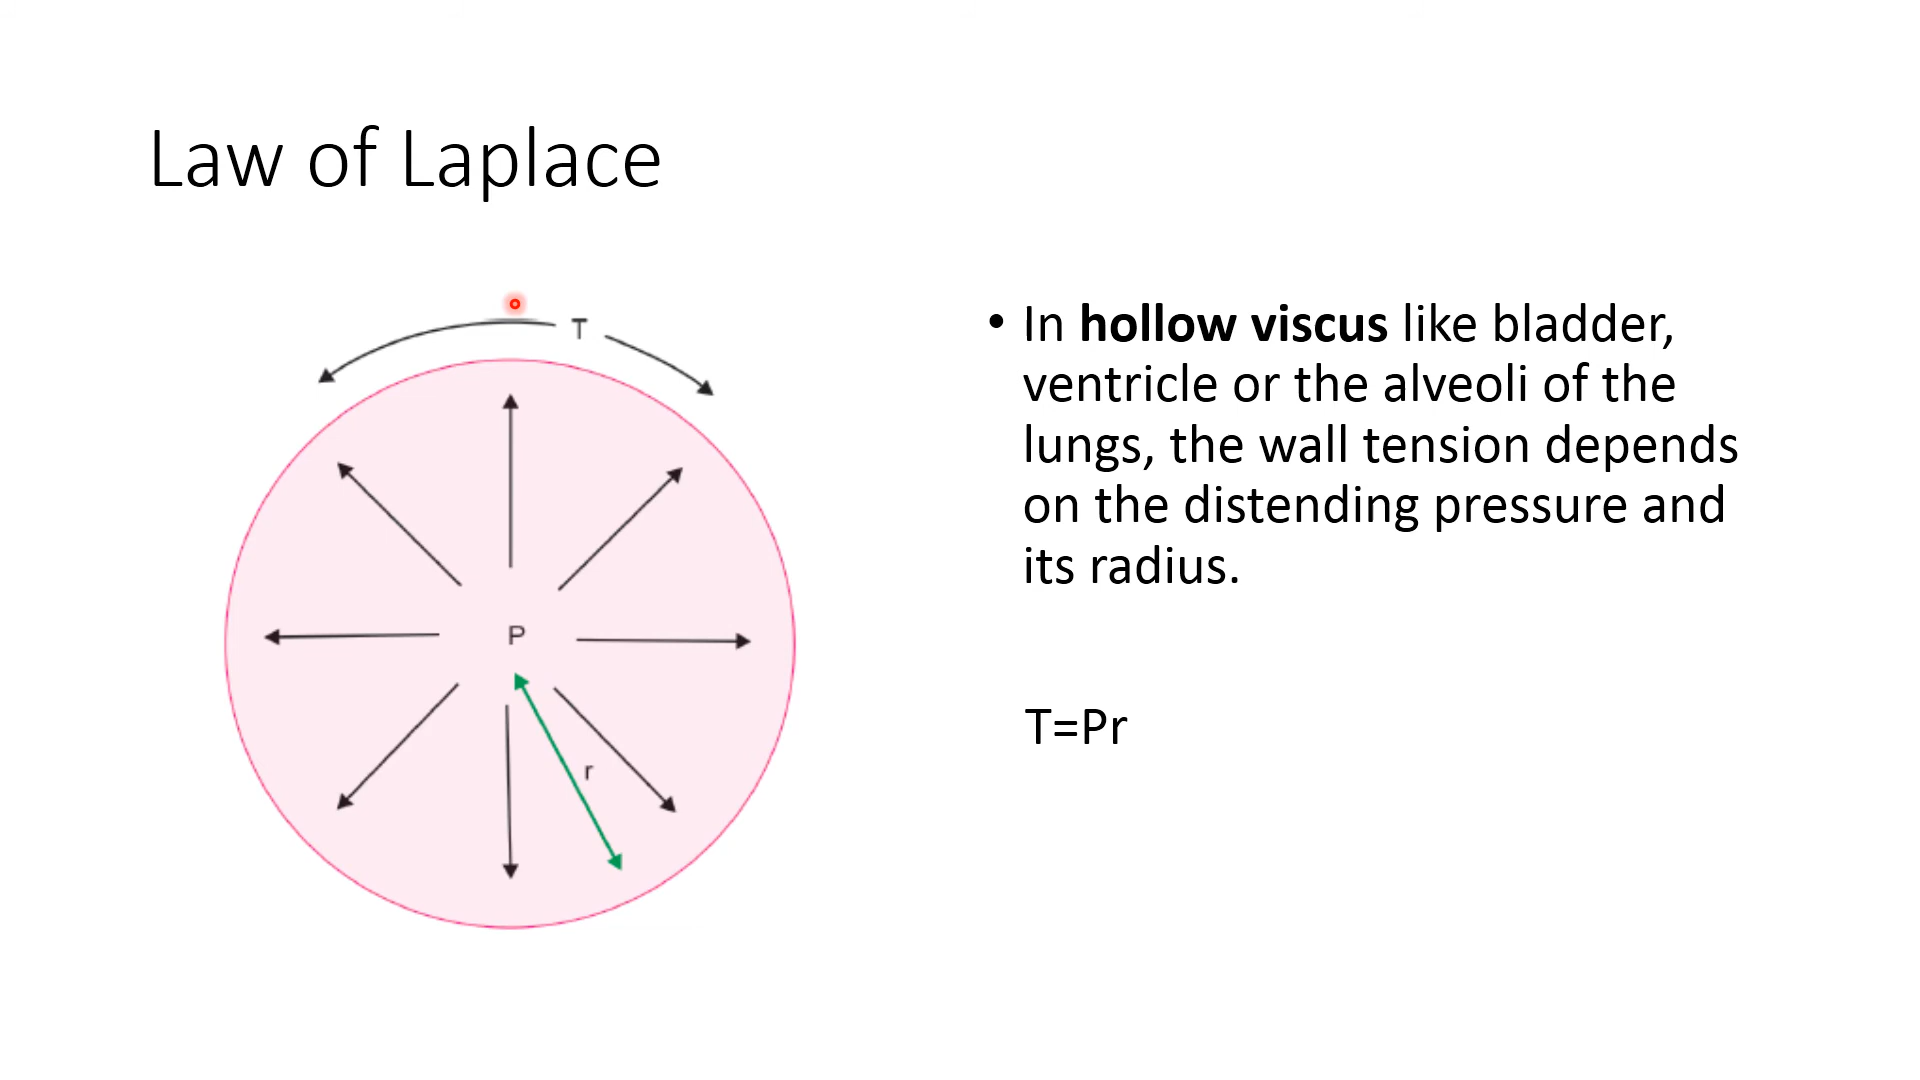 Law of Laplace
T
P
r
• In hollow viscus like bladder,
ventricle or the alveoli of the
lungs, the wall tension depends
on the distending pressure and
its radius.
T=Pr